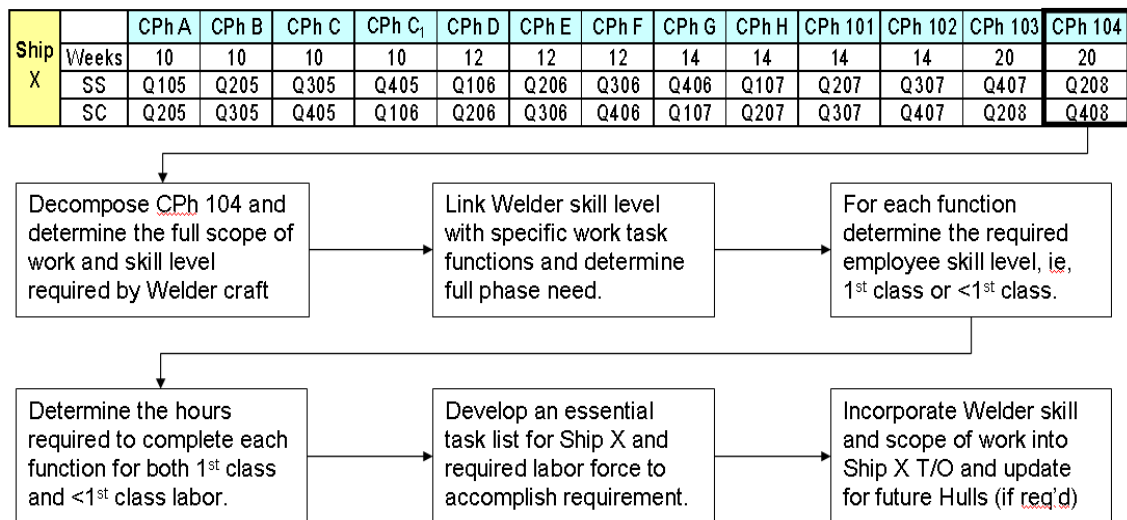 Ship X
CPh A CPh B CPh C CPh C₁ CPh D CPh E CPh F CPh G CPh H CPh 101 CPh 102 CPh 103 CPh 104
Weeks 10 10 10 10 12 12 12 14 14 14 14 20 20
SS Q105 Q205 Q305 Q405 Q106 Q206 Q306 Q406 Q107 Q207 Q307 Q407 Q208
SC Q205 Q305 Q405 Q106 Q206 Q306 Q406 Q107 Q207 Q307 Q407 Q208 Q408
Decompose CPh 104 and
determine the full scope of
work and skill level
required by Welder craft
Link Welder skill level
with specific work task
functions and determine
full phase need.
For each function
determine the required
employee skill level, ie,
1st class or <1st class.
Determine the hours
required to complete each
function for both 1st class
and <1st class labor.
Develop an essential
task list for Ship X and
required labor force to
accomplish requirement.
Incorporate Welder skill
and scope of work into
Ship X T/O and update
for future Hulls (if req'd)